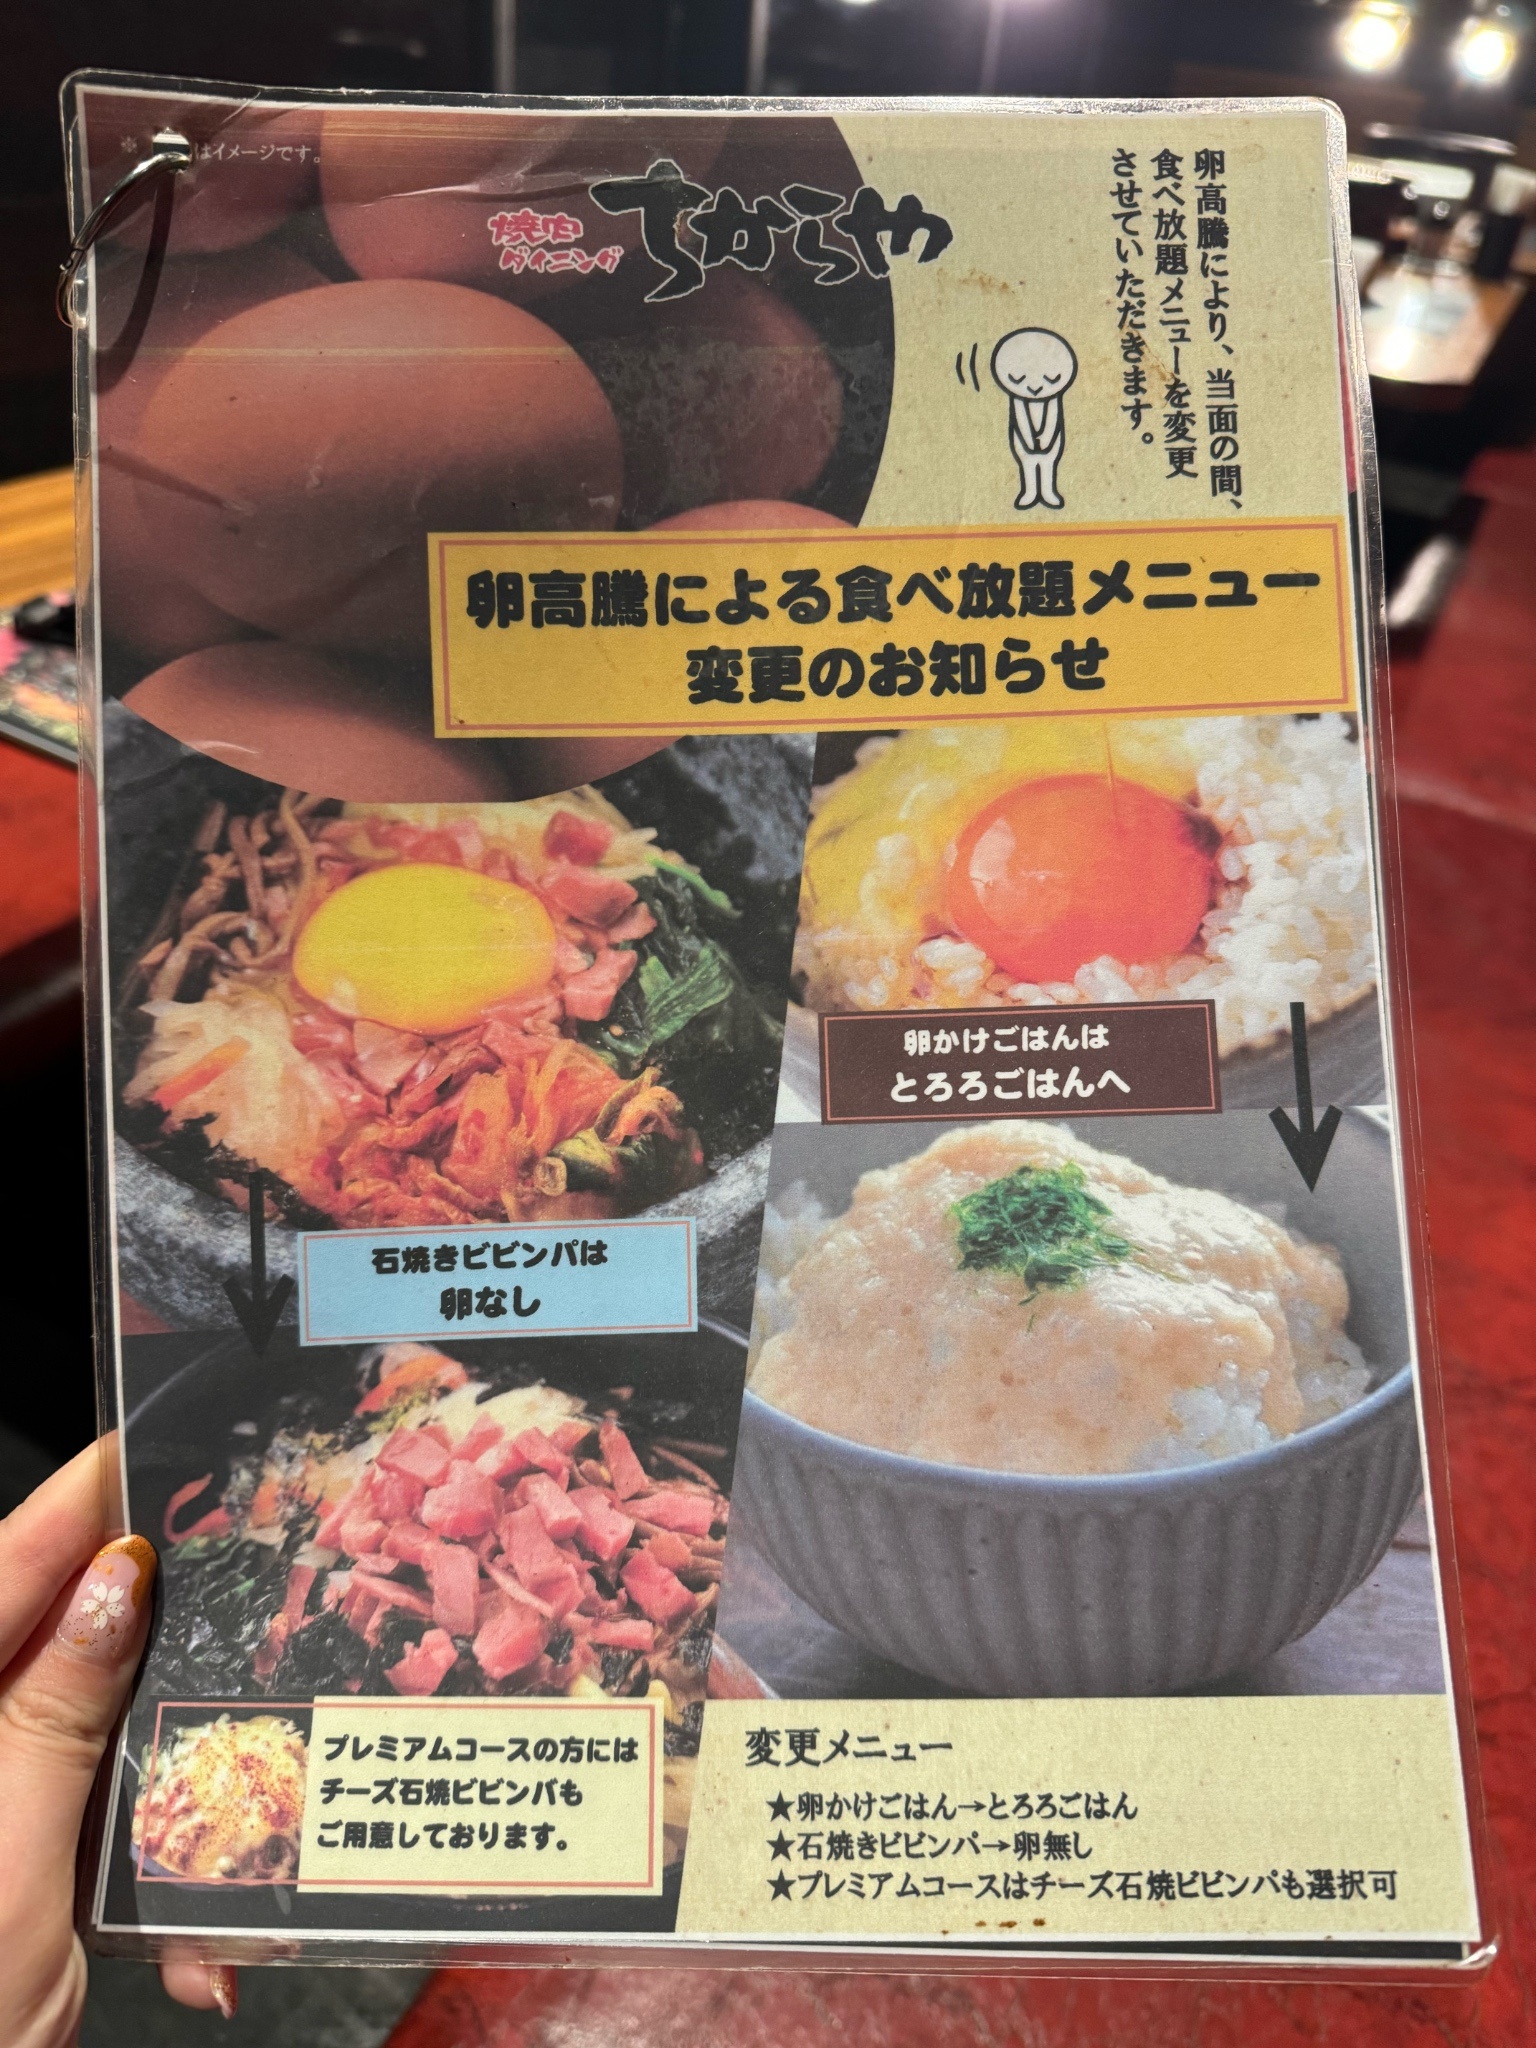 はイメージです。
焼肉
ダイニング
ちからや
卵高騰により、当面の間、
食べ放題メニューを変更
させていただきます。
卵高騰による食べ放題メニュー
変更のお知らせ
卵かけごはんは
とろろごはんへ
石焼きビビンパは
卵なし
プレミアムコースの方には
チーズ石焼ビビンバも
ご用意しております。
変更メニュー
★卵かけごはん→とろろごはん
★石焼きビビンパ→卵無し
★プレミアムコースはチーズ石焼ビビンバも選択可